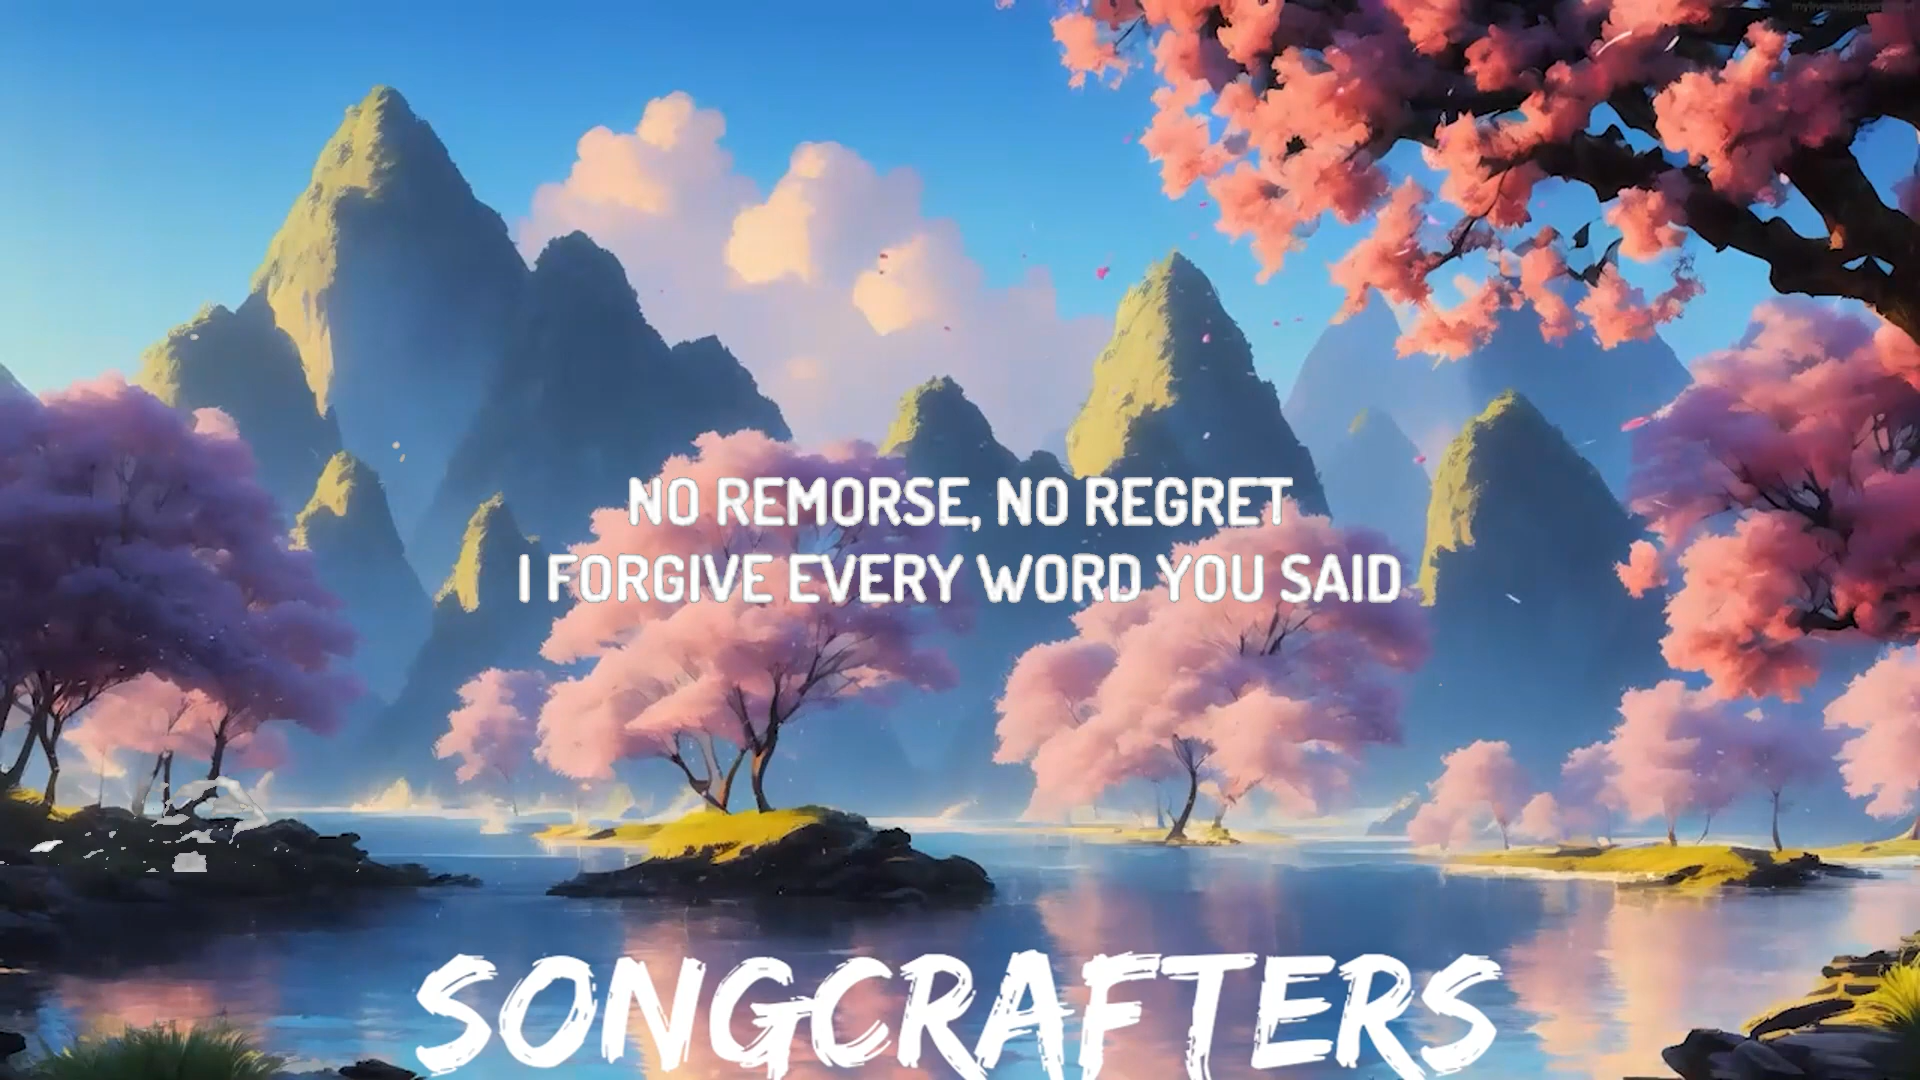 NO REMORSE, NO REGRET
I FORGIVE EVERY WORD YOU SAID
SONGCRAFTERS